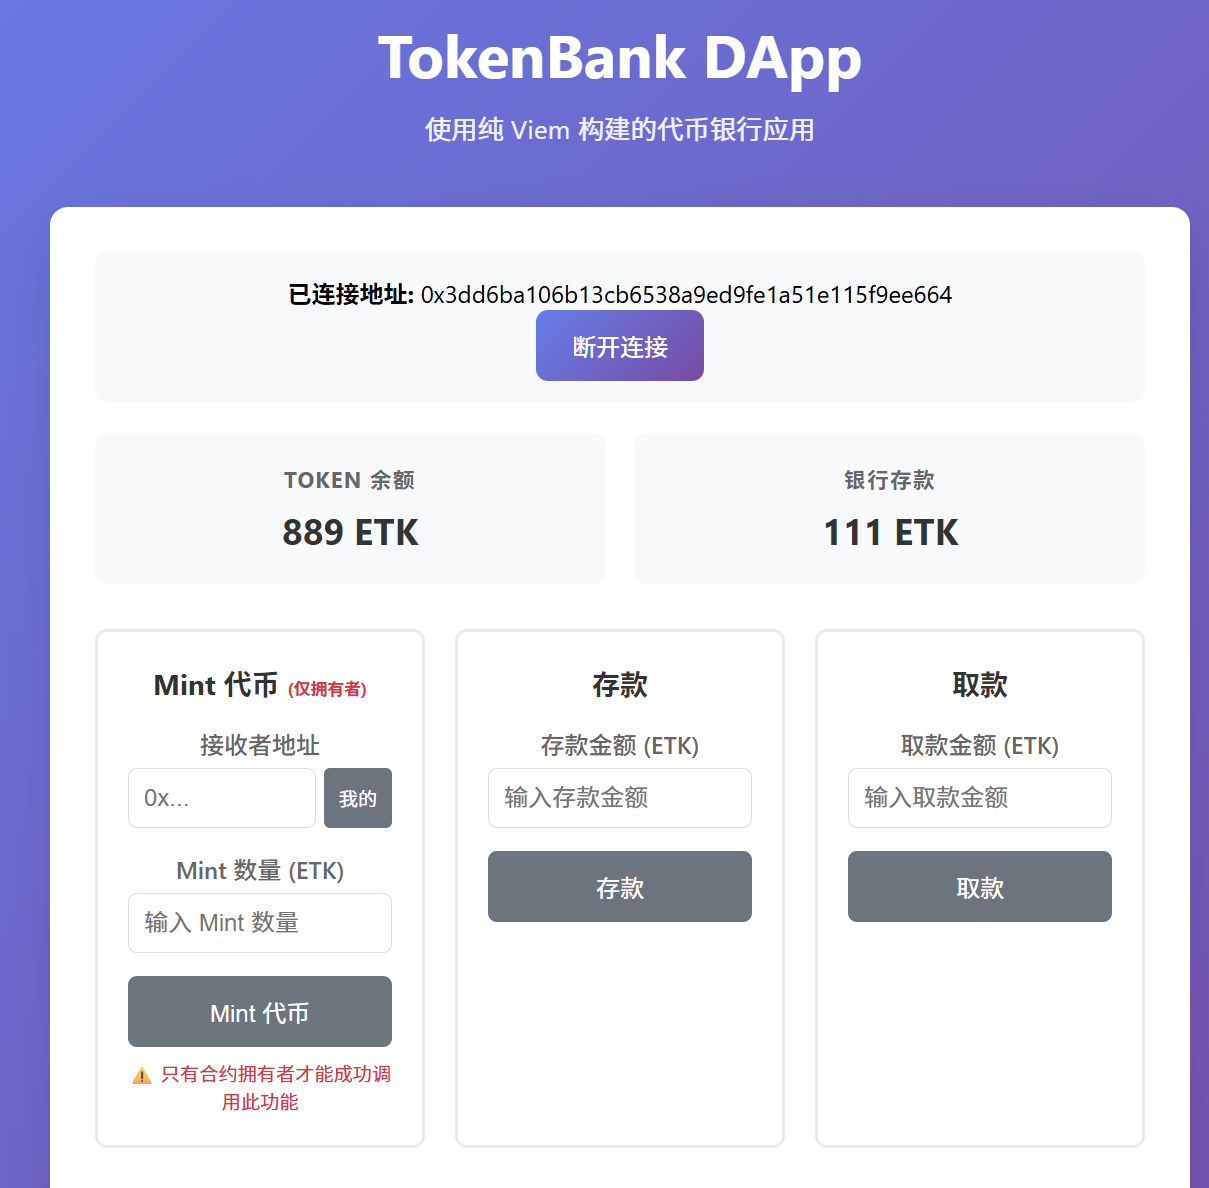 TokenBank DApp
使用纯 Viem 构建的代币银行应用
已连接地址: 0x3dd6ba106b13cb6538a9ed9fe1a51e115f9ee664
断开连接
TOKEN 余额
889 ETK
银行存款
111 ETK
Mint 代币 (仅拥有者)
接收者地址
0x...
我的
Mint 数量 (ETK)
输入 Mint 数量
Mint 代币
⚠️ 只有合约拥有者才能成功调
用此功能
存款
存款金额 (ETK)
输入存款金额
存款
取款
取款金额 (ETK)
输入取款金额
取款